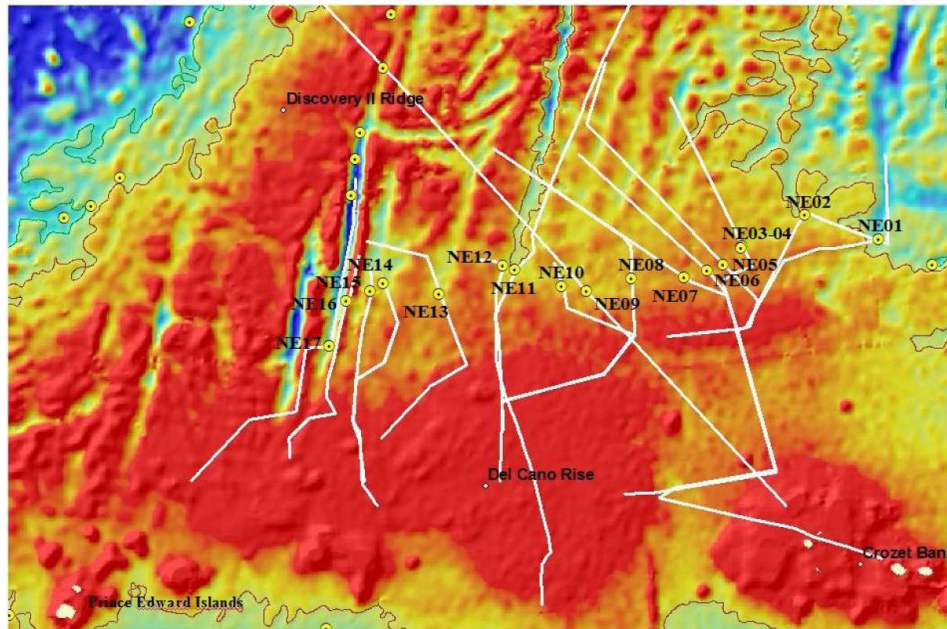 Discovery II Ridge
NE02
NE01
NE03-04
NE12
NE14
NE10
NE08
NE05
NE15
NE11
NE06
NE16
NE13
NE09
NE07
NE17
Del Cano Rise
Crozet Ban
Prince Edward Islands